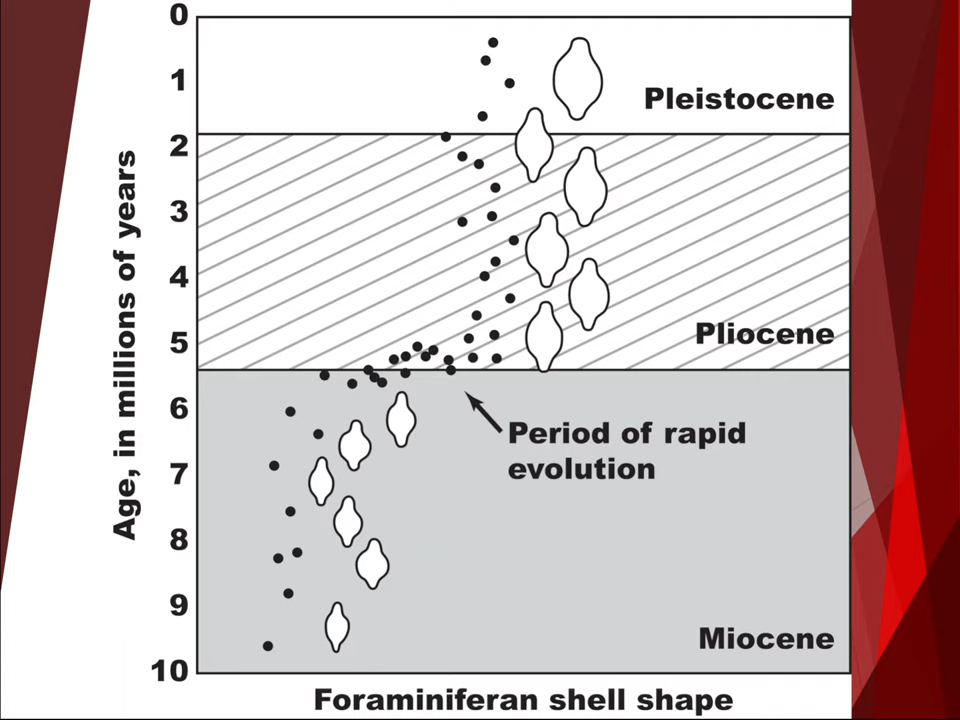 0
1
2
3
4
5
6
7
8
9
10
Age, in millions of years
Pleistocene
Pliocene
Period of rapid
evolution
Miocene
Foraminiferan shell shape